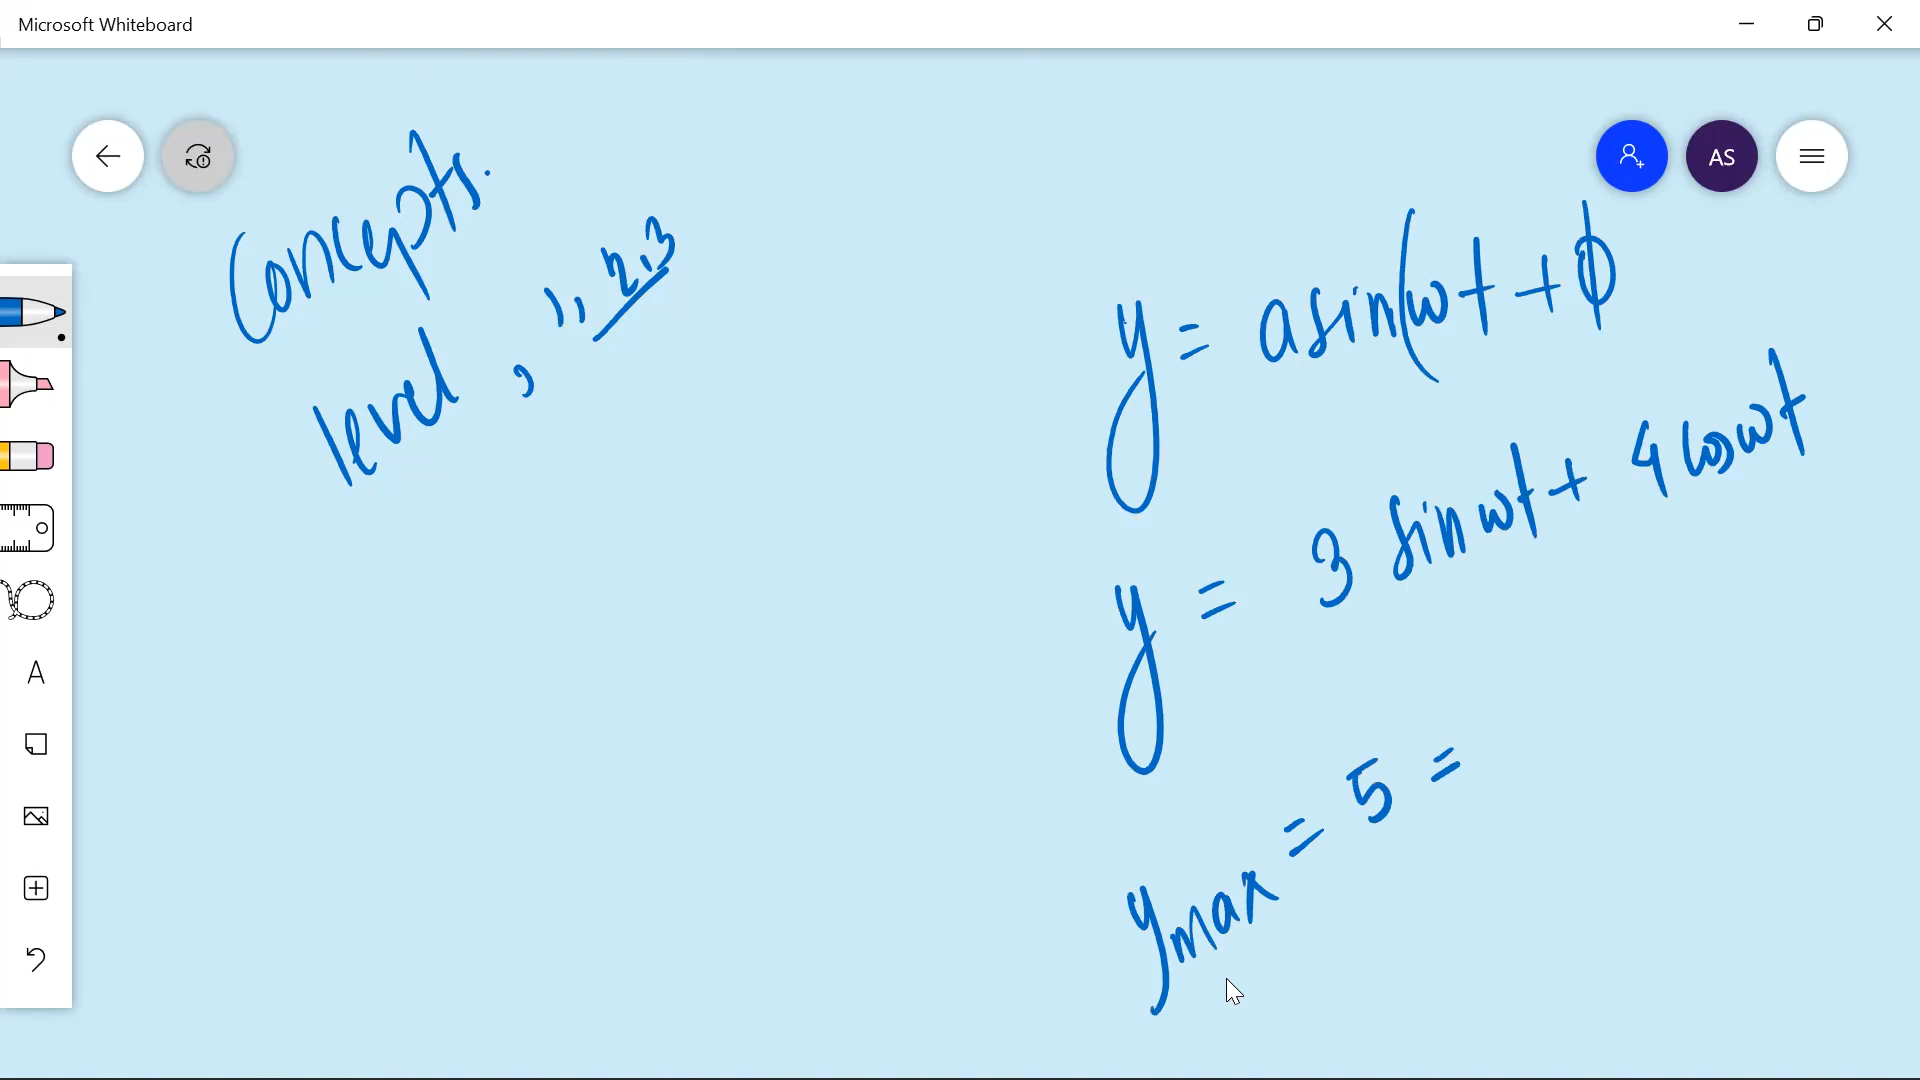 Microsoft Whiteboard
AS
Concepts.
level, 1, 2,3
y = a sin(ωt + φ
y = 3 sin ωt + 4 cos ωt
ymax = 5 =
A